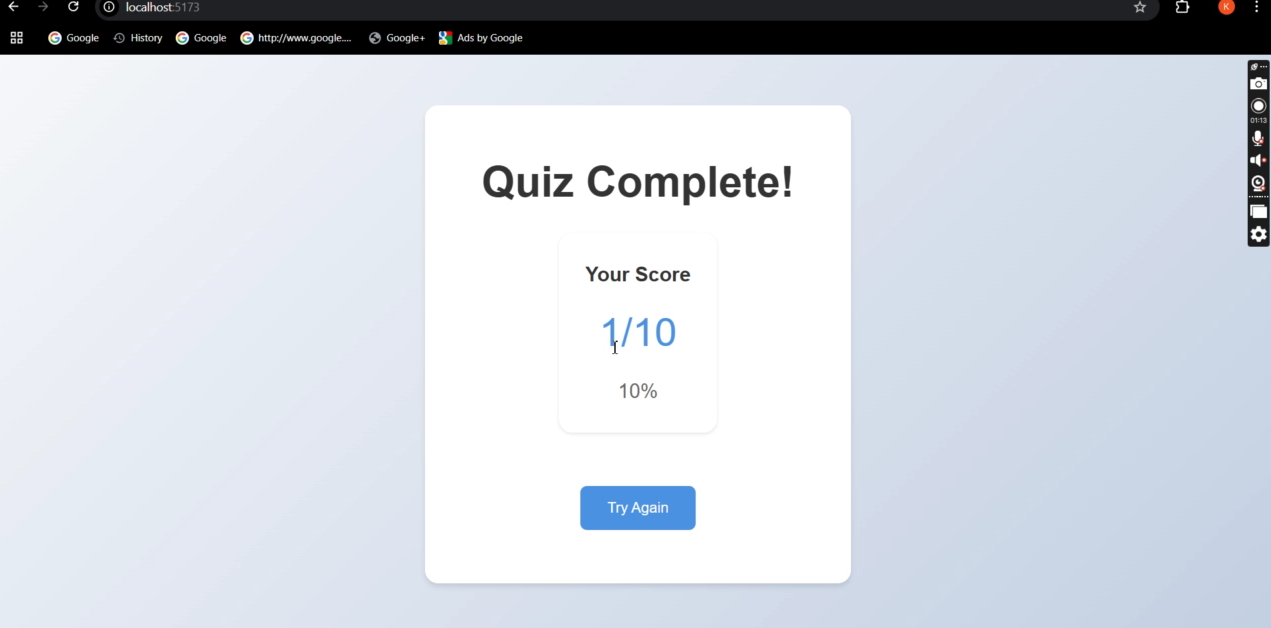 localhost:5173
K
Google History Google http://www.google.... Google+ Ads by Google
01:13
Quiz Complete!
Your Score
1/10
10%
Try Again